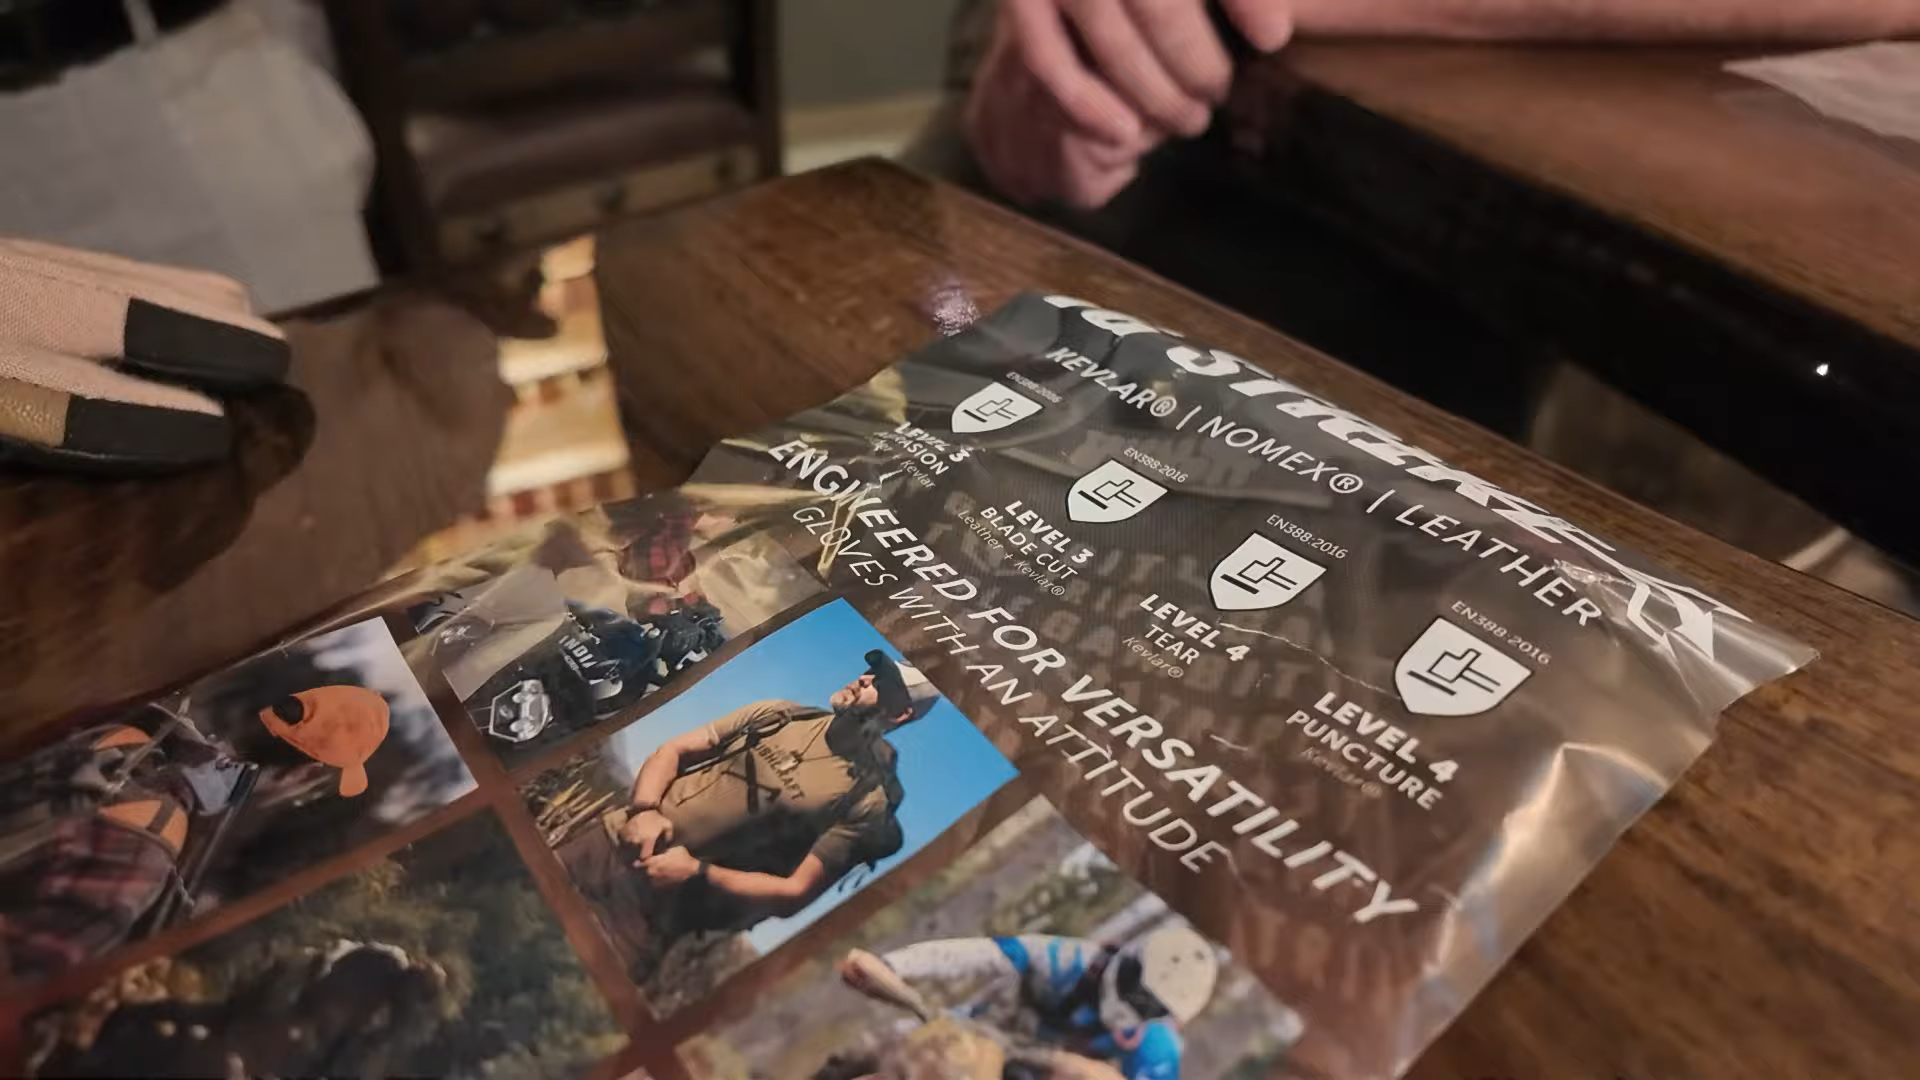 KEVLAR® | NOMEX® | LEATHER
EN388:2016
LEVEL 3
ABRASION
EN388:2016
LEVEL 3
BLADE CUT
Leather + Kevlar®
EN388:2016
LEVEL 4
TEAR
Kevlar®
EN388:2016
LEVEL 4
PUNCTURE
Kevlar®
ENGINEERED FOR VERSATILITY
GLOVES WITH AN ATTITUDE